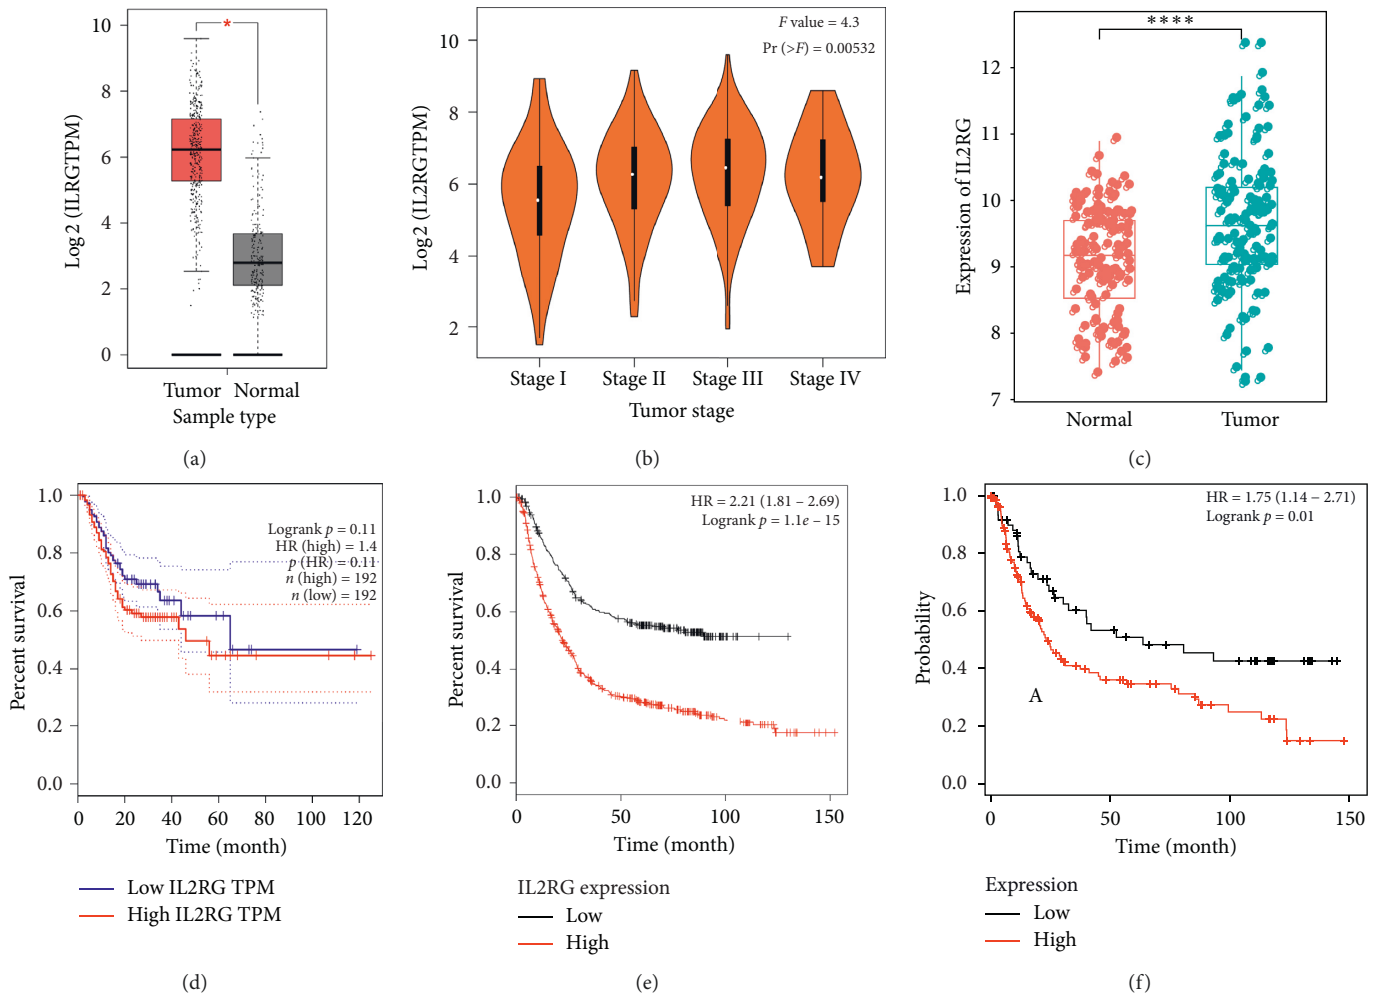 10
8
6
4
2
0
Log2 (ILRGTPM)
*
Tumor Normal
Sample type
(a)
10
8
6
4
2
Log2 (IL2RGTPM)
F value = 4.3
Pr (>F) = 0.00532
Stage I Stage II Stage III Stage IV
Tumor stage
(b)
12
11
10
9
8
7
Expression of IL2RG
****
Normal Tumor
(c)
1.0
0.8
0.6
0.4
0.2
0.0
Percent survival
Logrank p = 0.11
HR (high) = 1.4
p (HR) = 0.11
n (high) = 192
n (low) = 192
0 20 40 60 80 100 120
Time (month)
Low IL2RG TPM
High IL2RG TPM
(d)
1.0
0.8
0.6
0.4
0.2
0.0
Percent survival
HR = 2.21 (1.81 – 2.69)
Logrank p = 1.1e – 15
0 50 100 150
Time (month)
IL2RG expression
Low
High
(e)
1.0
0.8
0.6
0.4
0.2
0.0
Probability
HR = 1.75 (1.14 – 2.71)
Logrank p = 0.01
A
0 50 100 150
Time (month)
Expression
Low
High
(f)